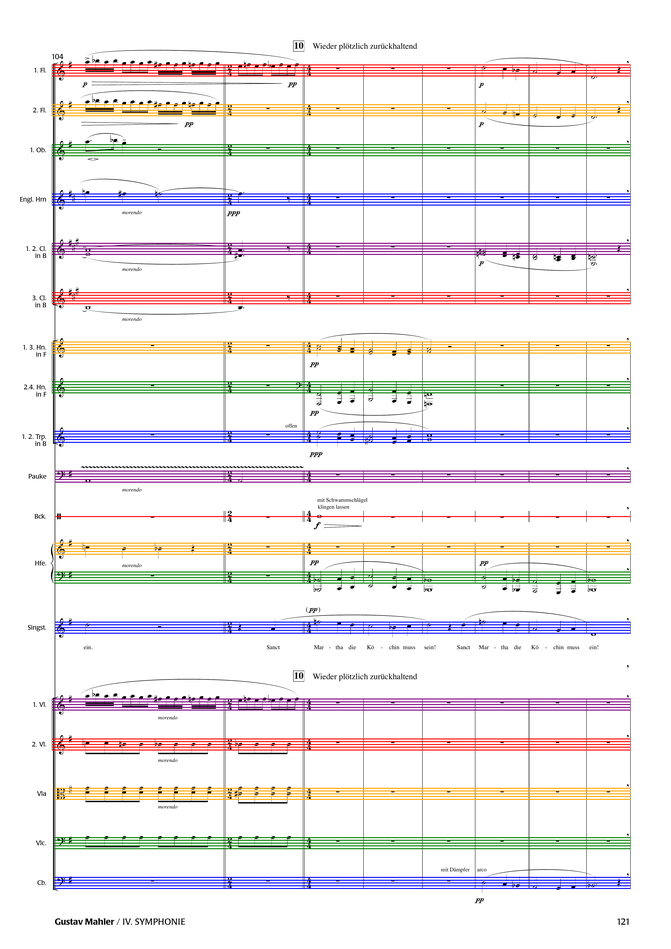 10 Wieder plötzlich zurückhaltend
104
1. Fl.
p pp
p
2. Fl.
pp
p
1. Ob.
Engl. Hrn
morendo
ppp
1. 2. Cl.
in B
morendo
p
3. Cl.
in B
morendo
1. 3. Hn.
in F
pp
2.4. Hn.
in F
pp
offen
1. 2. Trp.
in B
ppp
Pauke
morendo
mit Schwammschlägel
klingen lassen
Bck.
f
Hfe.
morendo
pp pp
(pp)
Singst.
ein. Sanct Mar - tha die Kö - chin muss sein! Sanct Mar - tha die Kö - chin muss ein!
10 Wieder plötzlich zurückhaltend
1. Vl.
morendo
2. Vl.
morendo
Vla
morendo
Vlc.
mit Dämpfer arco
Cb.
pp
Gustav Mahler / IV. SYMPHONIE 121